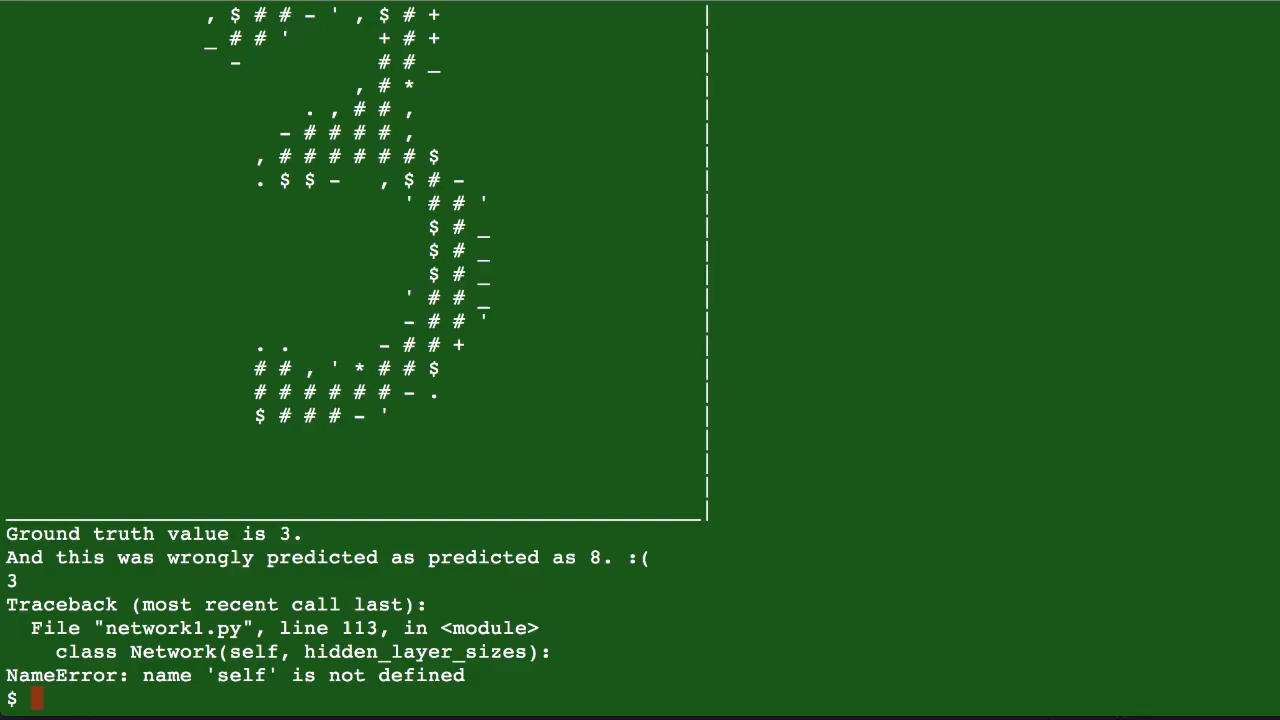 , $ # # - ' , $ # +
_ # # ' + # +
- # # _
, # *
. , # # ,
- # # # # ,
, # # # # # # $
. $ $ - , $ # -
' # # '
$ # _
$ # _
$ # _
' # # _
- # # '
. . - # # +
# # , ' * # # $
# # # # # # - .
$ # # # - '
Ground truth value is 3.
And this was wrongly predicted as predicted as 8. :(
3
Traceback (most recent call last):
File "network1.py", line 113, in <module>
class Network(self, hidden_layer_sizes):
NameError: name 'self' is not defined
$